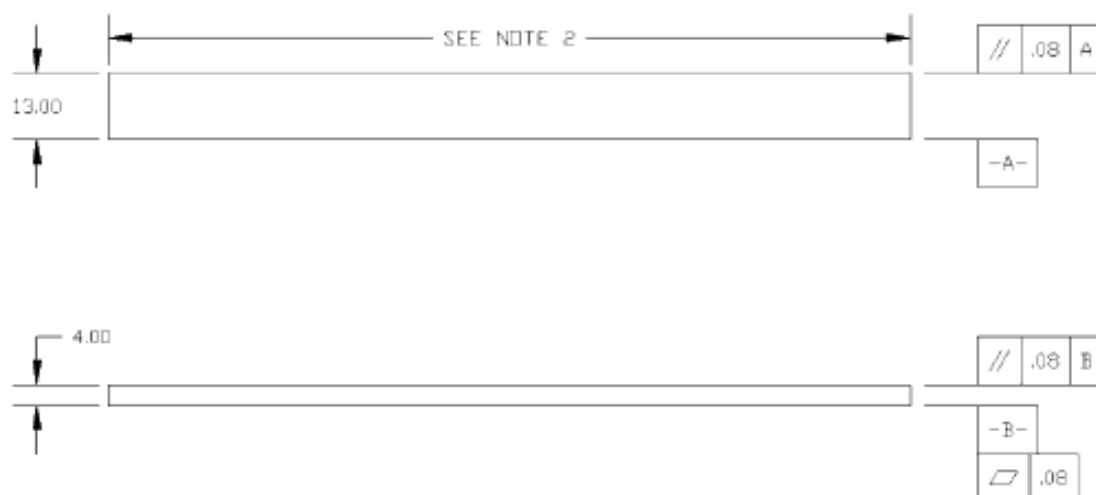 SEE NOTE 2
// .08 A
13.00
-A-
4.00
// .08 B
-B-
⏥ .08